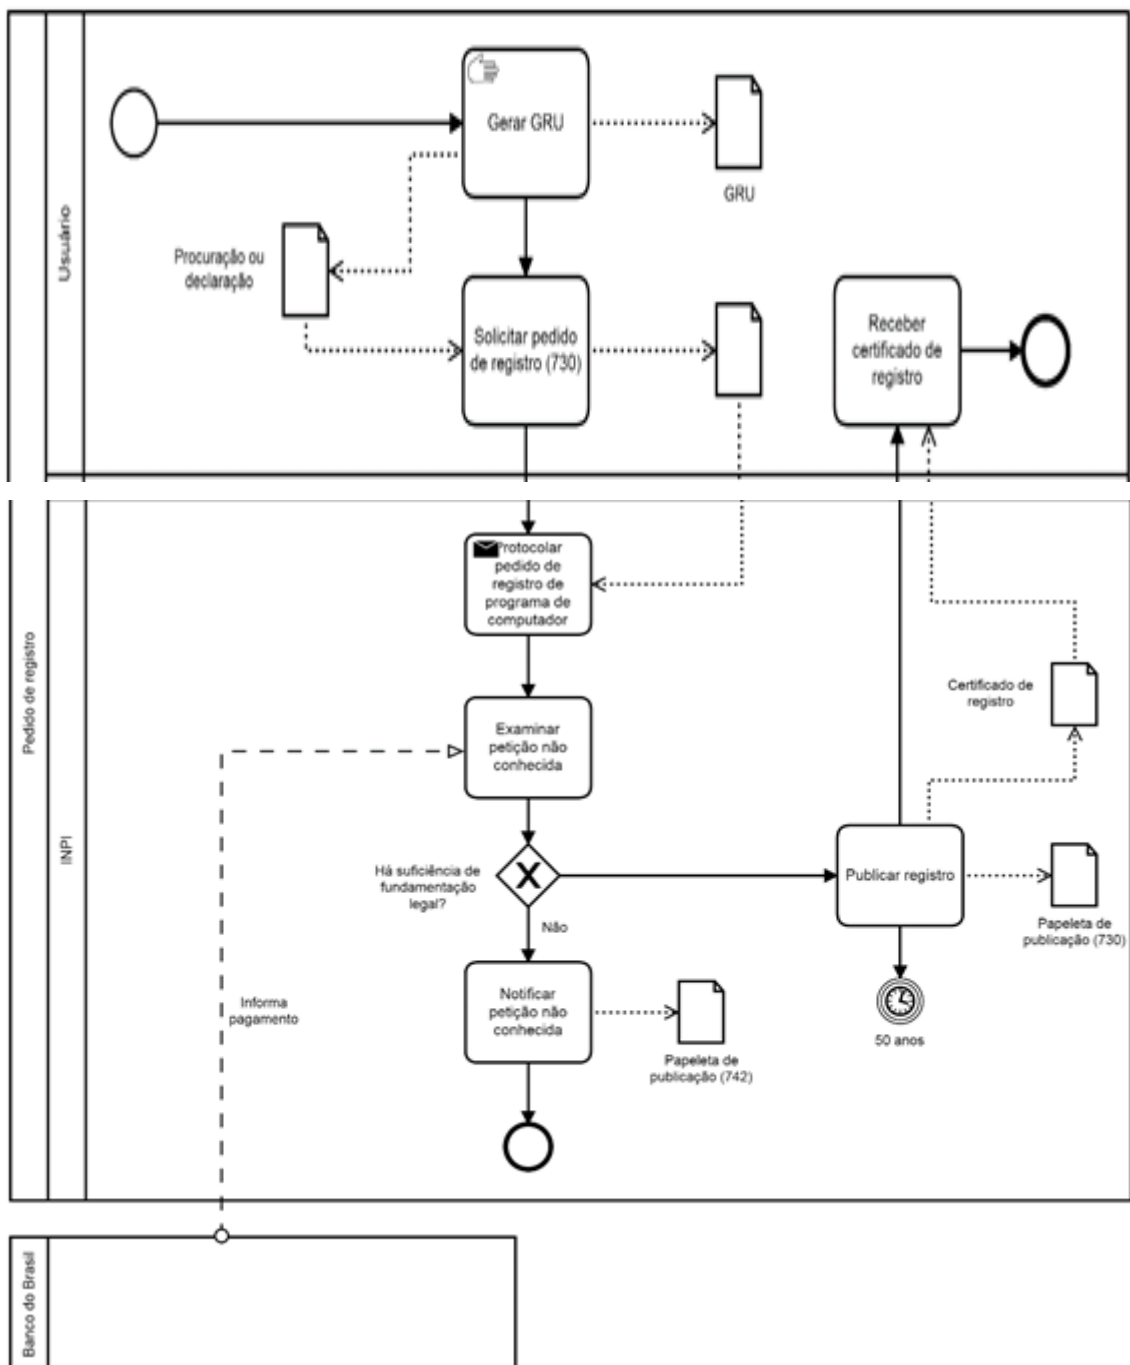 Usuário
Gerar GRU
GRU
Procuração ou
declaração
Solicitar pedido
de registro (730)
Receber
certificado de
registro
Pedido de registro
INPI
Protocolar
pedido de
registro de
programa de
computador
Examinar
petição não
conhecida
Certificado de
registro
Há suficiência de
fundamentação
legal?
Publicar registro
Papeleta de
publicação (730)
Não
Notificar
petição não
conhecida
Papeleta de
publicação (742)
50 anos
Informa
pagamento
Banco do Brasil